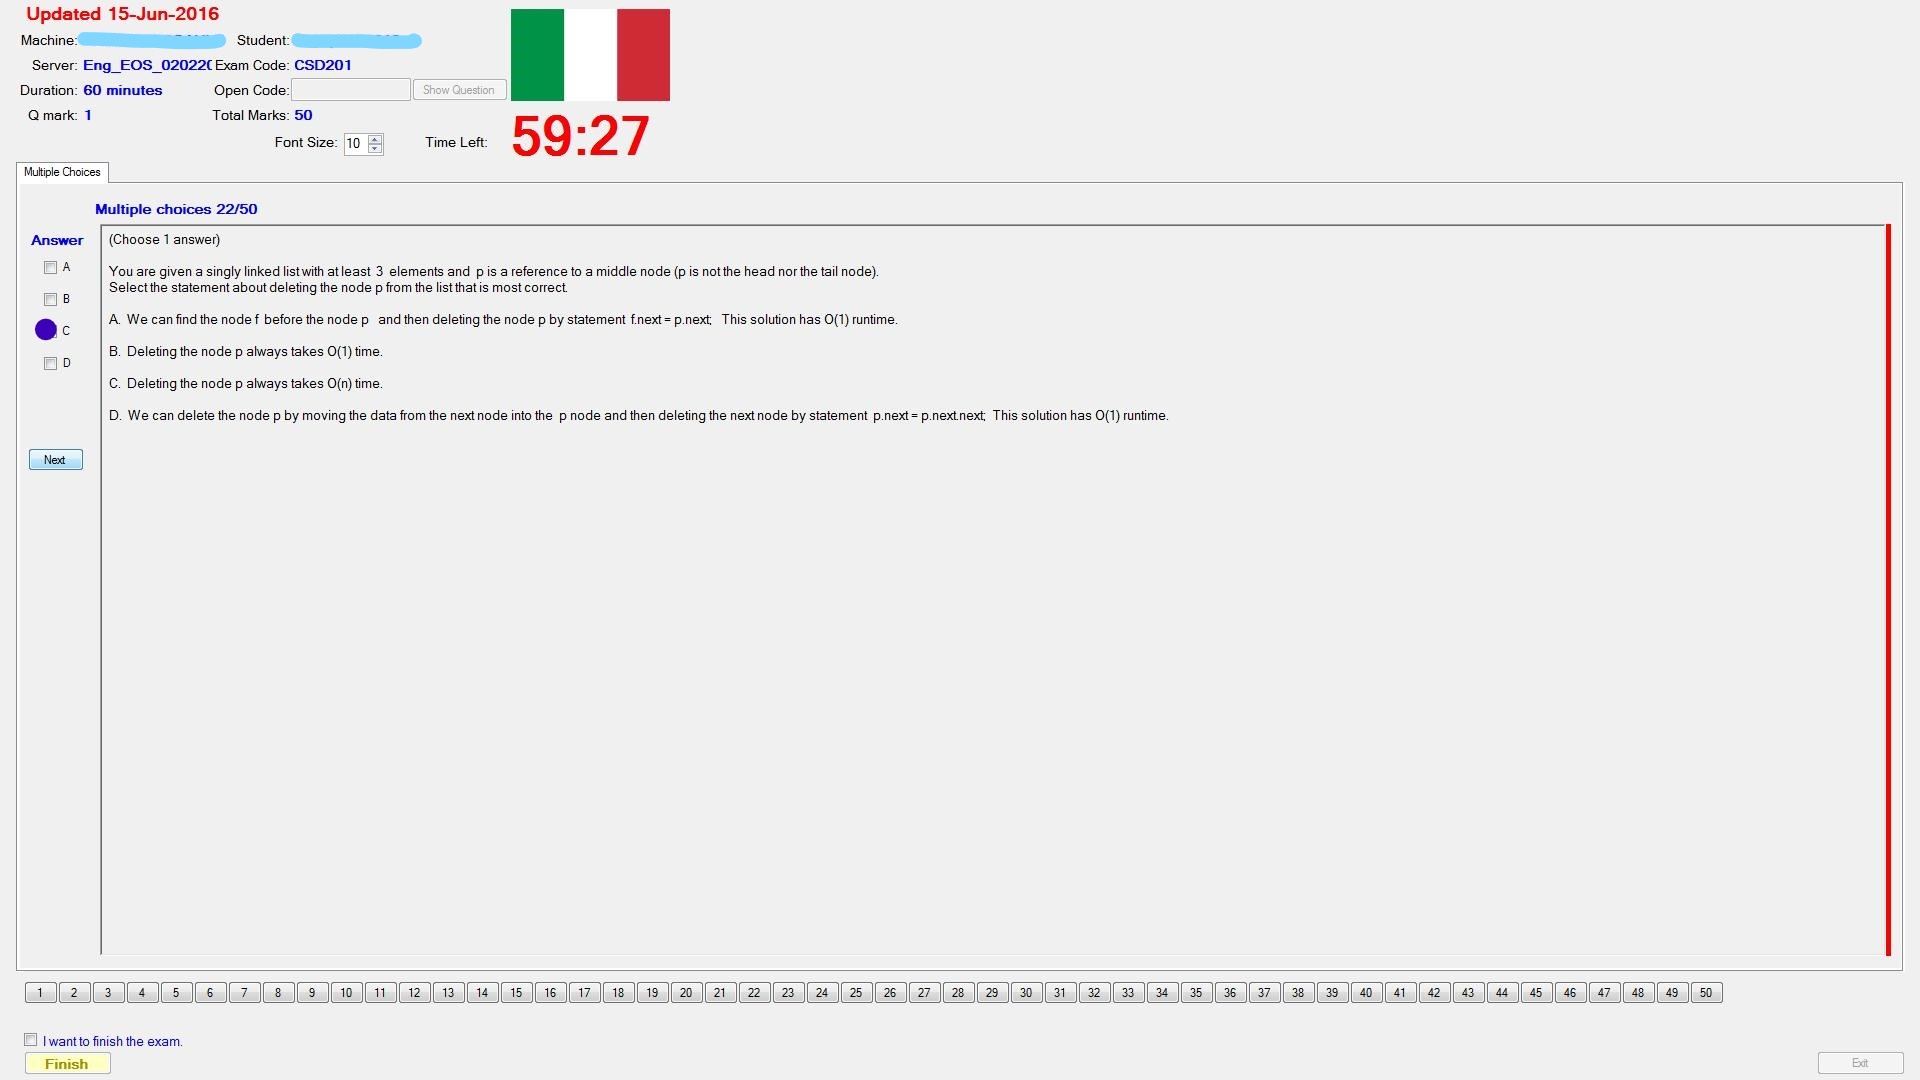 Updated 15-Jun-2016
Machine: Student:
Server: Eng_EOS_02022 Exam Code: CSD201
Duration: 60 minutes Open Code: Show Question
Q mark: 1 Total Marks: 50
Font Size: 10 Time Left: 59:27
Multiple Choices
Multiple choices 22/50
Answer
(Choose 1 answer)
A
You are given a singly linked list with at least 3 elements and p is a reference to a middle node (p is not the head nor the tail node).
Select the statement about deleting the node p from the list that is most correct.
B
A. We can find the node f before the node p and then deleting the node p by statement f.next = p.next; This solution has O(1) runtime.
C
B. Deleting the node p always takes O(1) time.
D
C. Deleting the node p always takes O(n) time.
D. We can delete the node p by moving the data from the next node into the p node and then deleting the next node by statement p.next = p.next.next; This solution has O(1) runtime.
Next
1 2 3 4 5 6 7 8 9 10 11 12 13 14 15 16 17 18 19 20 21 22 23 24 25 26 27 28 29 30 31 32 33 34 35 36 37 38 39 40 41 42 43 44 45 46 47 48 49 50
I want to finish the exam.
Finish
Exit